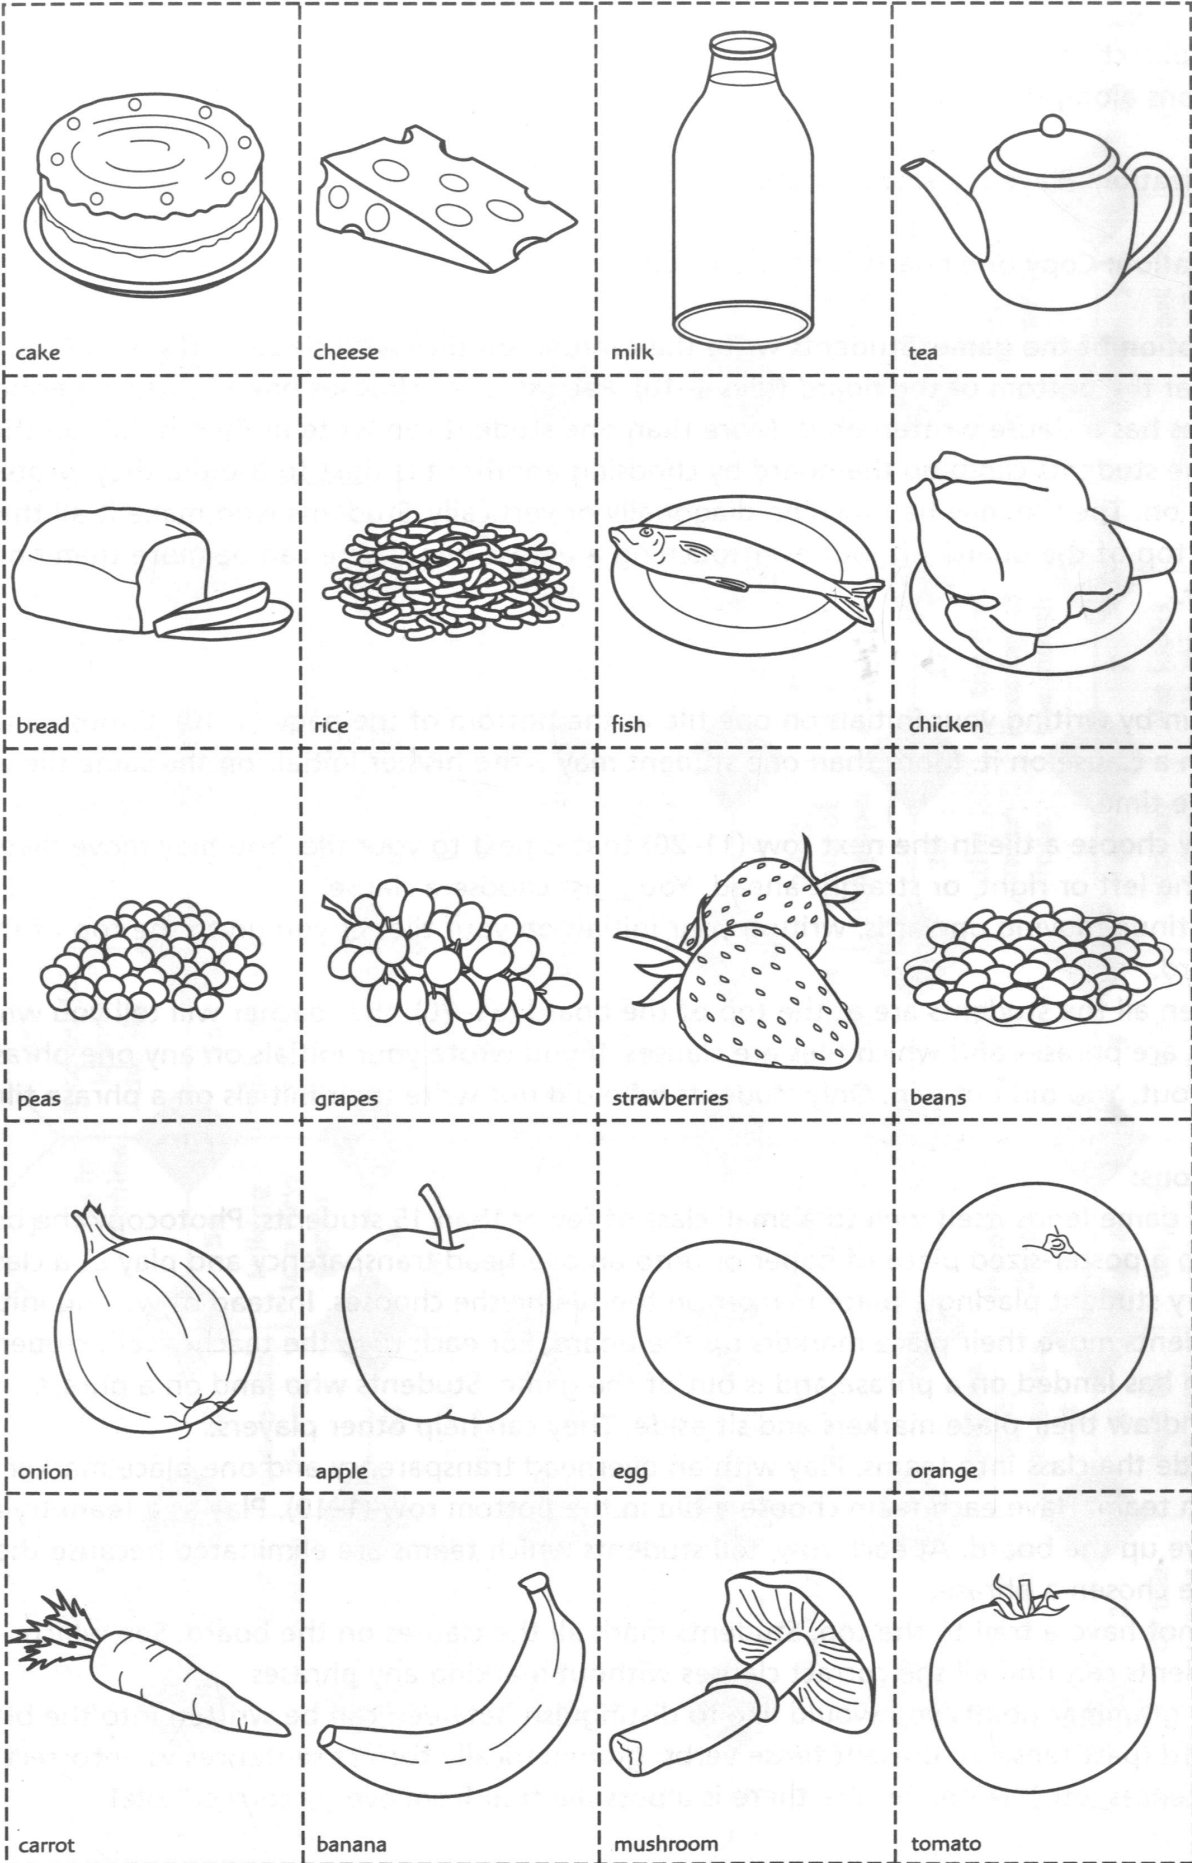 cake
cheese
milk
tea
bread
rice
fish
chicken
peas
grapes
strawberries
beans
onion
apple
egg
orange
carrot
banana
mushroom
tomato